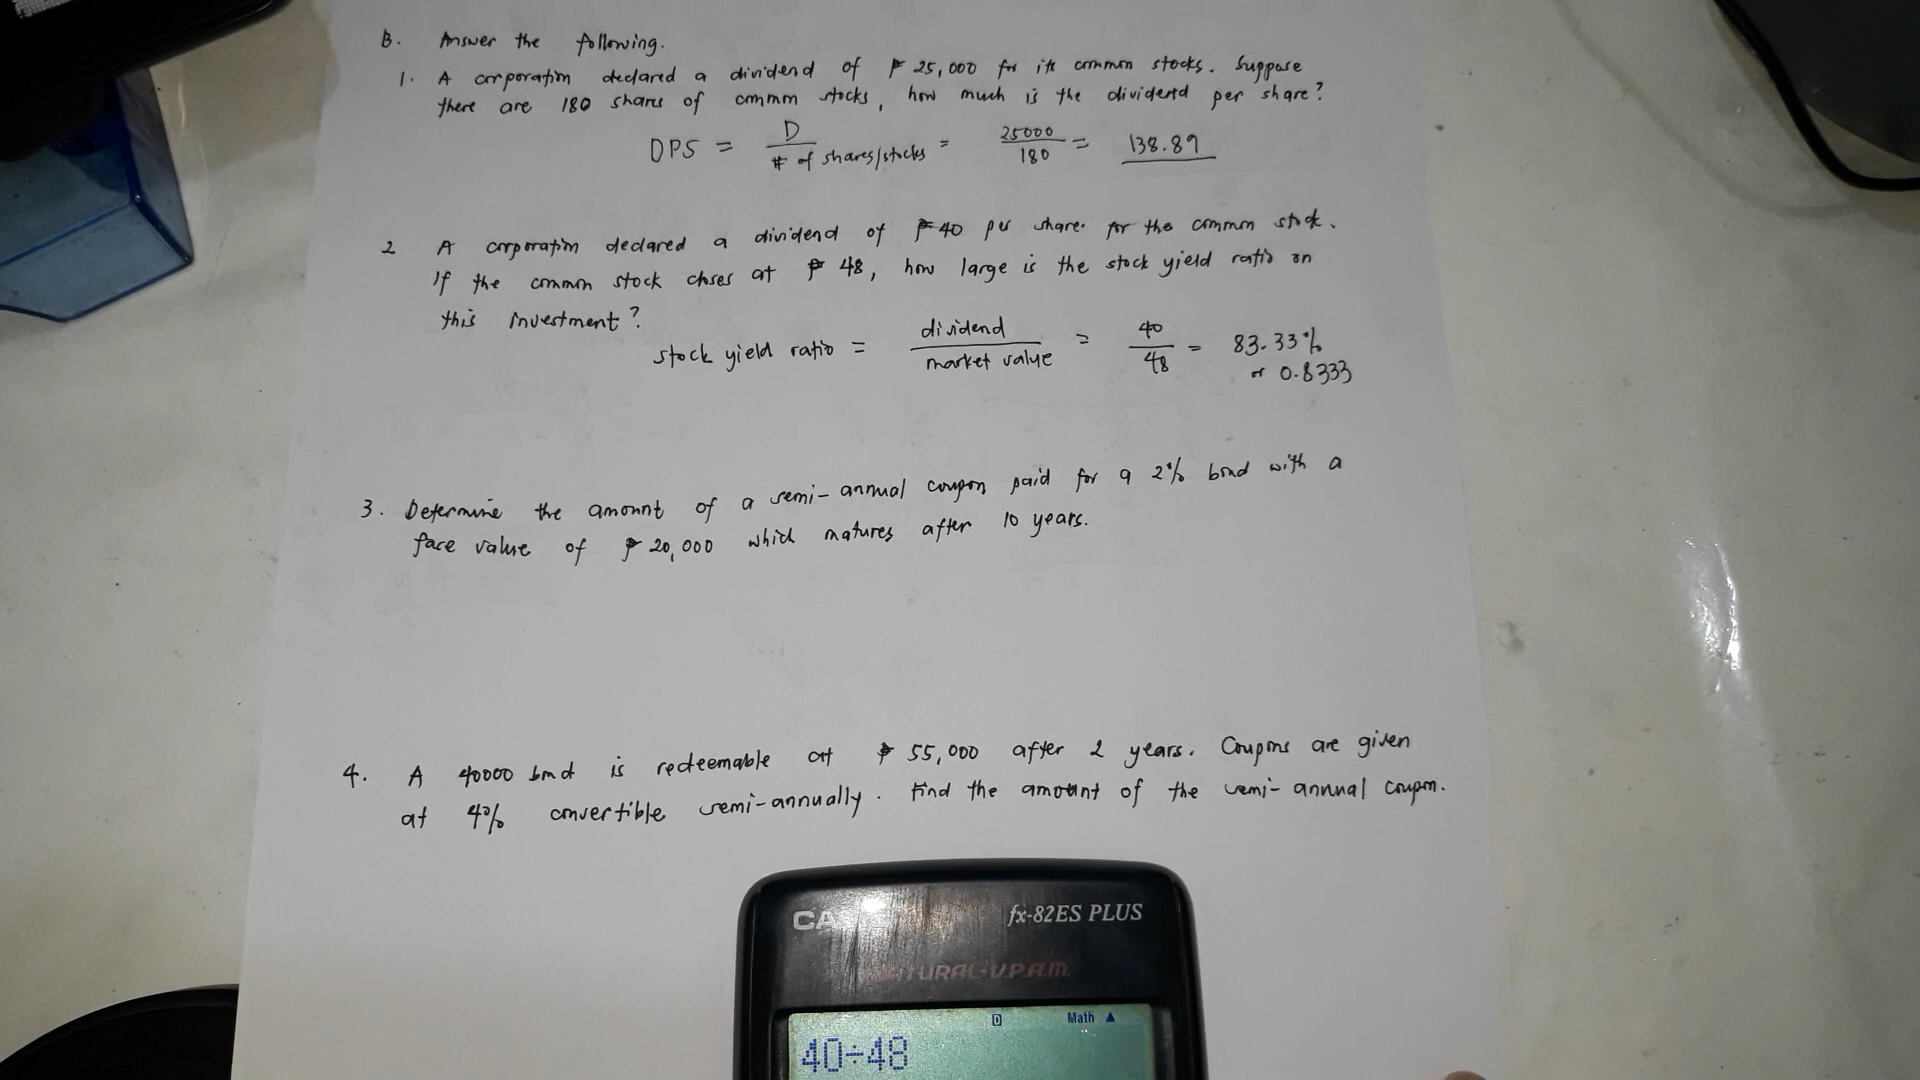 B. Answer the following.
1. A corporation declared a dividend of ₱ 25,000 for its common stocks. Suppose
there are 180 shares of common stocks, how much is the dividend per share?
DPS = D / # of shares/stocks = 25000 / 180 = 138.89
2 A corporation declared a dividend of ₱40 per share for the common stock.
If the common stock closes at ₱ 48, how large is the stock yield ratio on
this investment?
stock yield ratio = dividend / market value = 40 / 48 = 83.33%
or 0.8333
3. Determine the amount of a semi-annual coupon paid for a 2% bond with a
face value of ₱ 20,000 which matures after 10 years.
4. A 40000 bond is redeemable at ₱ 55,000 after 2 years. Coupons are given
at 4% convertible semi-annually. Find the amount of the semi-annual coupon.
fx-82ES PLUS
NATURAL-V.P.A.M.
D Math ▲
40÷48